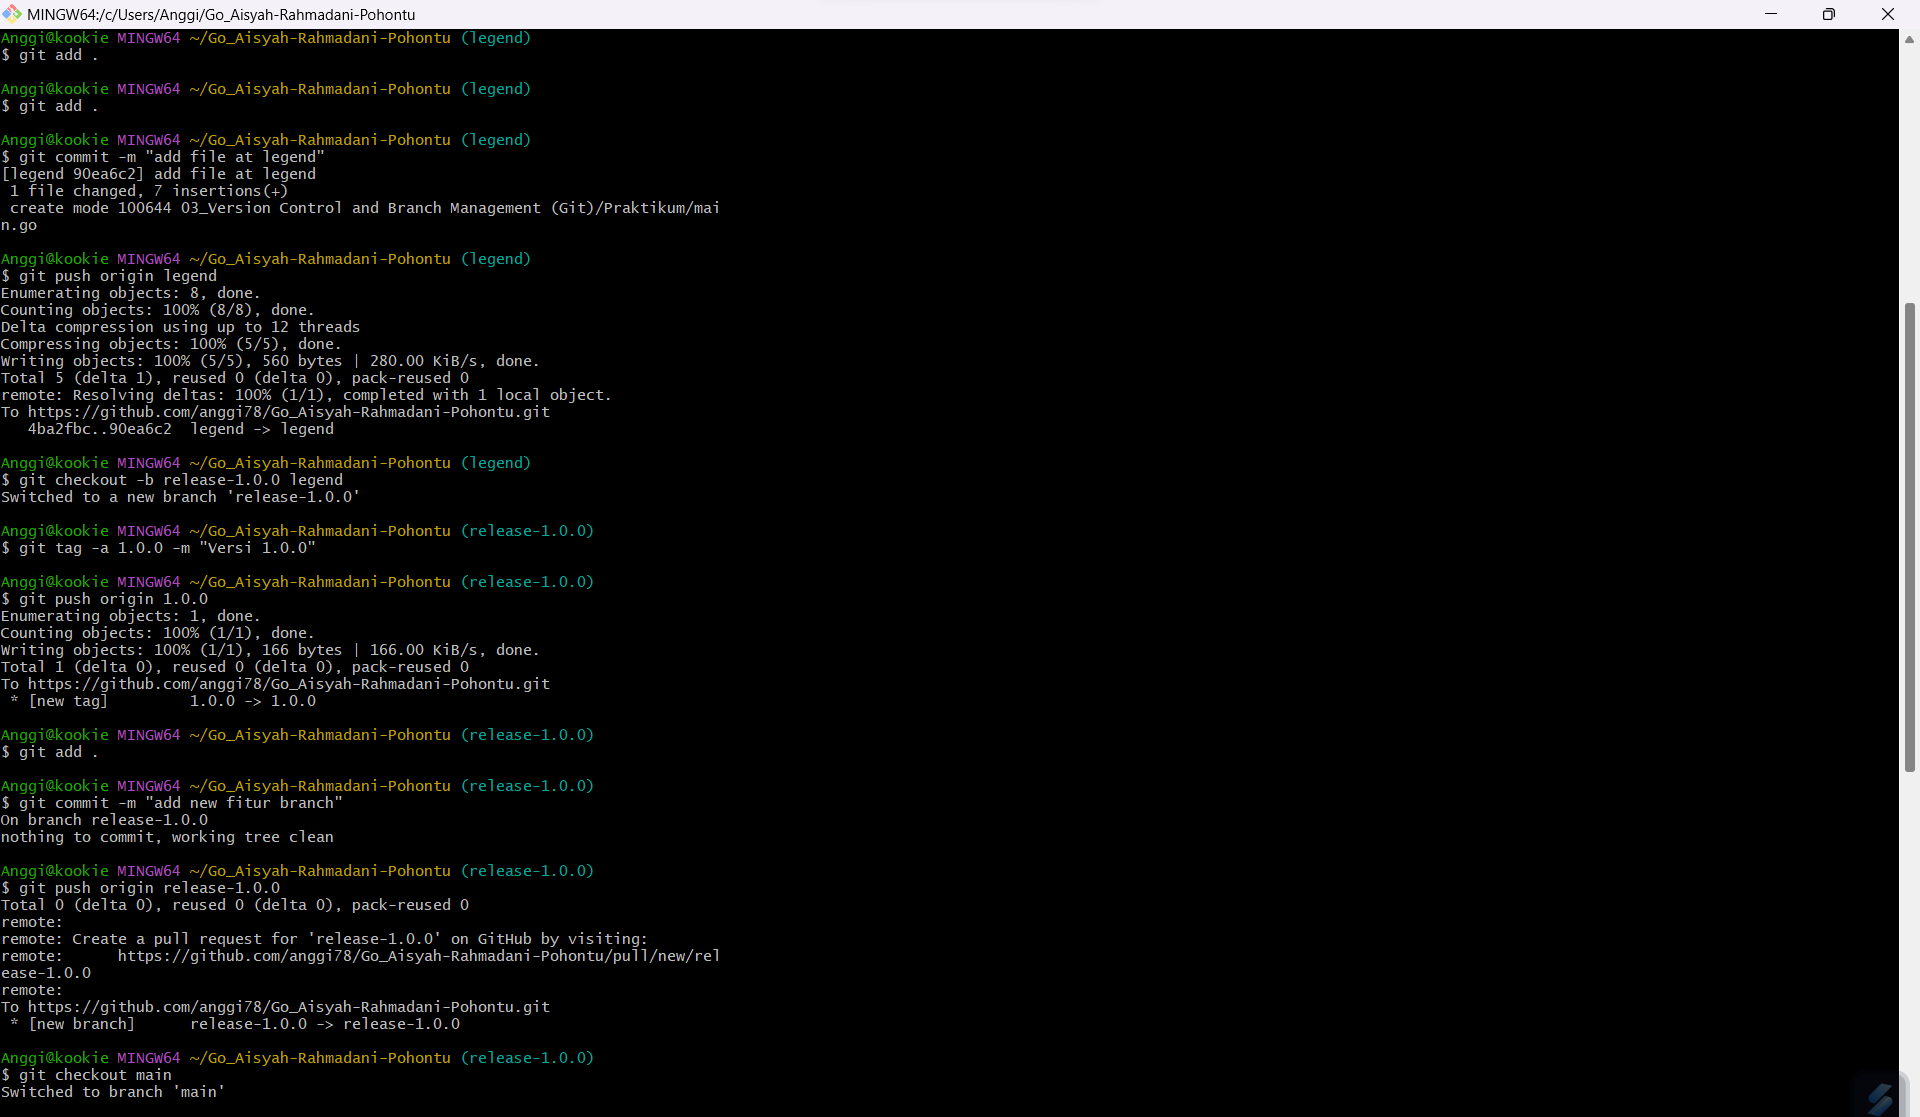 MINGW64:/c/Users/Anggi/Go_Aisyah-Rahmadani-Pohontu
Anggi@kookie MINGW64 ~/Go_Aisyah-Rahmadani-Pohontu (legend)
$ git add .
Anggi@kookie MINGW64 ~/Go_Aisyah-Rahmadani-Pohontu (legend)
$ git add .
Anggi@kookie MINGW64 ~/Go_Aisyah-Rahmadani-Pohontu (legend)
$ git commit -m "add file at legend"
[legend 90ea6c2] add file at legend
 1 file changed, 7 insertions(+)
 create mode 100644 03_Version Control and Branch Management (Git)/Praktikum/mai
n.go
Anggi@kookie MINGW64 ~/Go_Aisyah-Rahmadani-Pohontu (legend)
$ git push origin legend
Enumerating objects: 8, done.
Counting objects: 100% (8/8), done.
Delta compression using up to 12 threads
Compressing objects: 100% (5/5), done.
Writing objects: 100% (5/5), 560 bytes | 280.00 KiB/s, done.
Total 5 (delta 1), reused 0 (delta 0), pack-reused 0
remote: Resolving deltas: 100% (1/1), completed with 1 local object.
To https://github.com/anggi78/Go_Aisyah-Rahmadani-Pohontu.git
   4ba2fbc..90ea6c2  legend -> legend
Anggi@kookie MINGW64 ~/Go_Aisyah-Rahmadani-Pohontu (legend)
$ git checkout -b release-1.0.0 legend
Switched to a new branch 'release-1.0.0'
Anggi@kookie MINGW64 ~/Go_Aisyah-Rahmadani-Pohontu (release-1.0.0)
$ git tag -a 1.0.0 -m "Versi 1.0.0"
Anggi@kookie MINGW64 ~/Go_Aisyah-Rahmadani-Pohontu (release-1.0.0)
$ git push origin 1.0.0
Enumerating objects: 1, done.
Counting objects: 100% (1/1), done.
Writing objects: 100% (1/1), 166 bytes | 166.00 KiB/s, done.
Total 1 (delta 0), reused 0 (delta 0), pack-reused 0
To https://github.com/anggi78/Go_Aisyah-Rahmadani-Pohontu.git
 * [new tag]         1.0.0 -> 1.0.0
Anggi@kookie MINGW64 ~/Go_Aisyah-Rahmadani-Pohontu (release-1.0.0)
$ git add .
Anggi@kookie MINGW64 ~/Go_Aisyah-Rahmadani-Pohontu (release-1.0.0)
$ git commit -m "add new fitur branch"
On branch release-1.0.0
nothing to commit, working tree clean
Anggi@kookie MINGW64 ~/Go_Aisyah-Rahmadani-Pohontu (release-1.0.0)
$ git push origin release-1.0.0
Total 0 (delta 0), reused 0 (delta 0), pack-reused 0
remote:
remote: Create a pull request for 'release-1.0.0' on GitHub by visiting:
remote:      https://github.com/anggi78/Go_Aisyah-Rahmadani-Pohontu/pull/new/rel
ease-1.0.0
remote:
To https://github.com/anggi78/Go_Aisyah-Rahmadani-Pohontu.git
 * [new branch]      release-1.0.0 -> release-1.0.0
Anggi@kookie MINGW64 ~/Go_Aisyah-Rahmadani-Pohontu (release-1.0.0)
$ git checkout main
Switched to branch 'main'